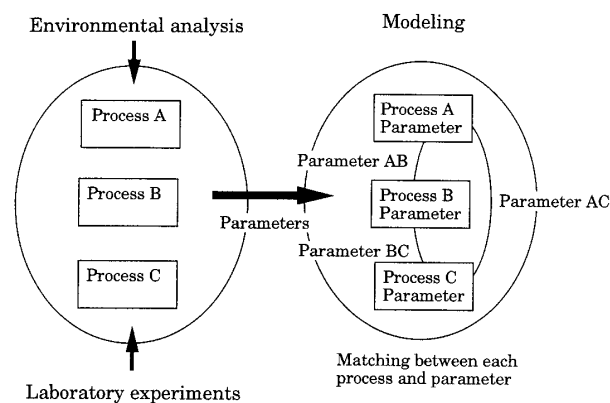 Environmental analysis
Process A
Process B
Process C
Laboratory experiments
Parameters
Modeling
Process A
Parameter
Parameter AB
Process B
Parameter
Parameter AC
Parameter BC
Process C
Parameter
Matching between each
process and parameter